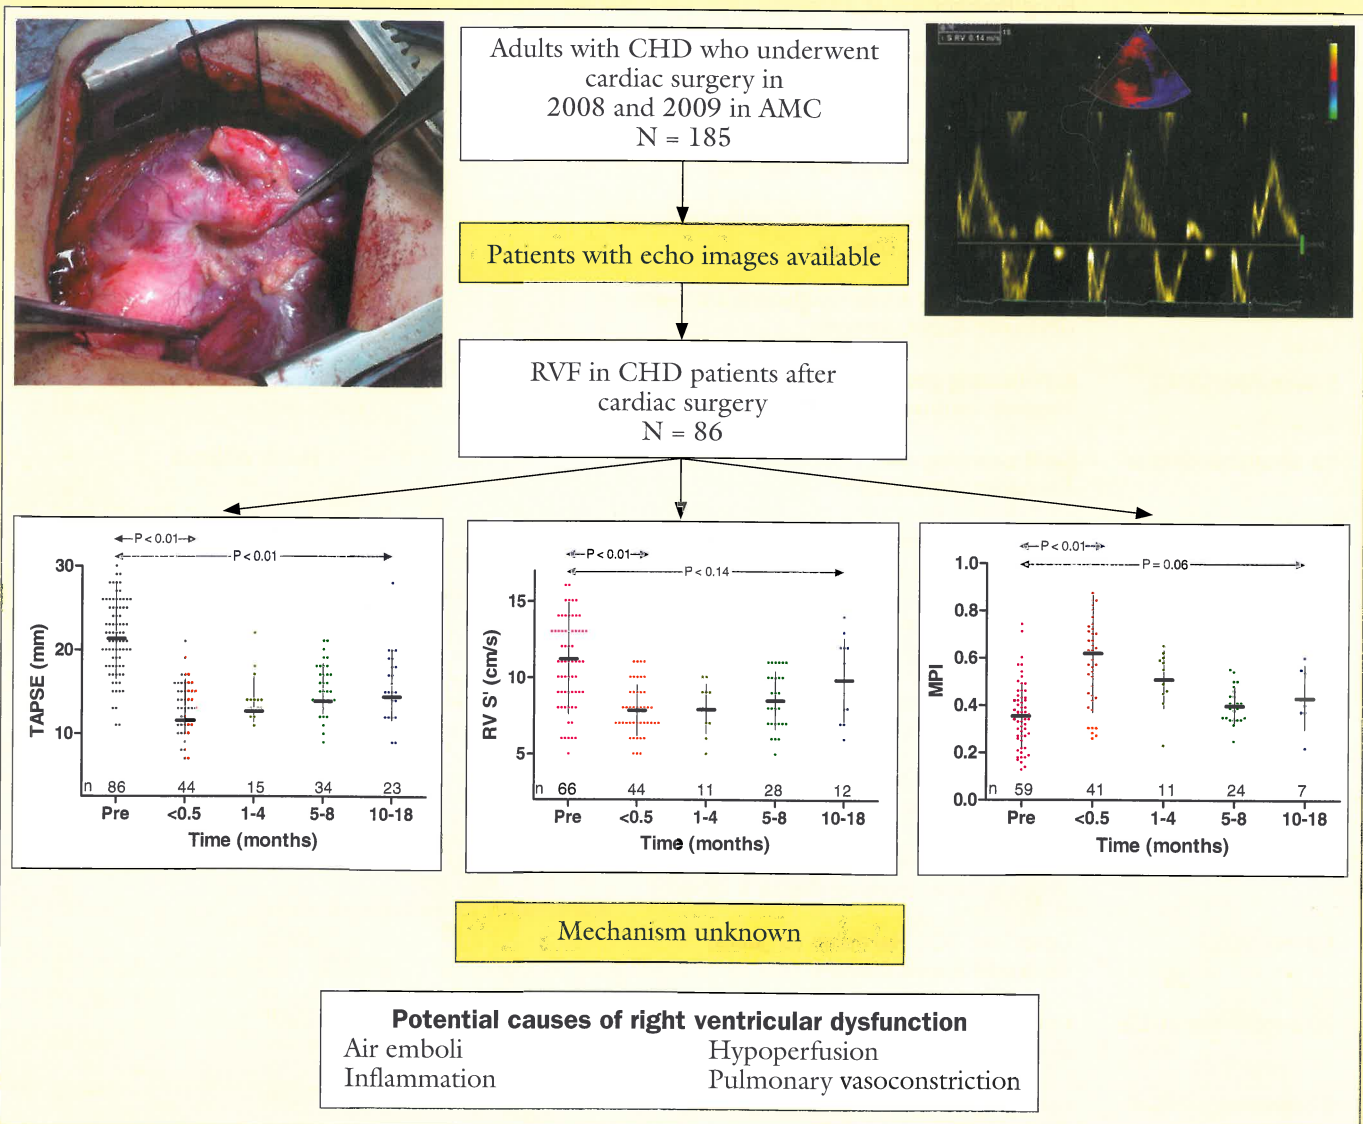 Adults with CHD who underwent
cardiac surgery in
2008 and 2009 in AMC
N = 185
S RV 0.14 m/s
Patients with echo images available
RVF in CHD patients after
cardiac surgery
N = 86
P < 0.01
P < 0.01
TAPSE (mm)
30
20
10
n 86 44 15 34 23
Pre <0.5 1-4 5-8 10-18
Time (months)
P < 0.01
P < 0.14
RV S' (cm/s)
15
10
5
n 66 44 11 28 12
Pre <0.5 1-4 5-8 10-18
Time (months)
P < 0.01
P = 0.06
MPI
1.0
0.8
0.6
0.4
0.2
0.0
n 59 41 11 24 7
Pre <0.5 1-4 5-8 10-18
Time (months)
Mechanism unknown
Potential causes of right ventricular dysfunction
Air emboli Hypoperfusion
Inflammation Pulmonary vasoconstriction